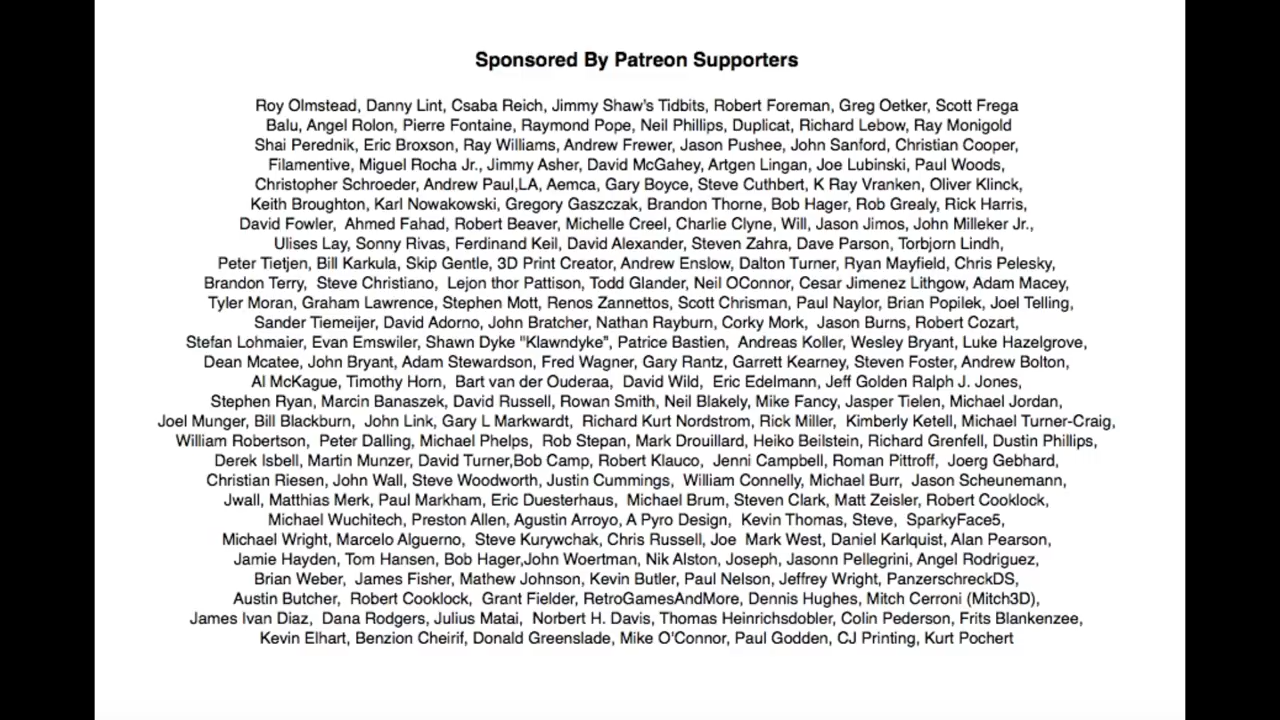 Sponsored By Patreon Supporters
Roy Olmstead, Danny Lint, Csaba Reich, Jimmy Shaw's Tidbits, Robert Foreman, Greg Oetker, Scott Frega
Balu, Angel Rolon, Pierre Fontaine, Raymond Pope, Neil Phillips, Duplicat, Richard Lebow, Ray Monigold
Shai Perednik, Eric Broxson, Ray Williams, Andrew Frewer, Jason Pushee, John Sanford, Christian Cooper,
Filamentive, Miguel Rocha Jr., Jimmy Asher, David McGahey, Artgen Lingan, Joe Lubinski, Paul Woods,
Christopher Schroeder, Andrew Paul,LA, Aemca, Gary Boyce, Steve Cuthbert, K Ray Vranken, Oliver Klinck,
Keith Broughton, Karl Nowakowski, Gregory Gaszczak, Brandon Thorne, Bob Hager, Rob Grealy, Rick Harris,
David Fowler,  Ahmed Fahad, Robert Beaver, Michelle Creel, Charlie Clyne, Will, Jason Jimos, John Milleker Jr.,
Ulises Lay, Sonny Rivas, Ferdinand Keil, David Alexander, Steven Zahra, Dave Parson, Torbjorn Lindh,
Peter Tietjen, Bill Karkula, Skip Gentle, 3D Print Creator, Andrew Enslow, Dalton Turner, Ryan Mayfield, Chris Pelesky,
Brandon Terry,  Steve Christiano,  Lejon thor Pattison, Todd Glander, Neil OConnor, Cesar Jimenez Lithgow, Adam Macey,
Tyler Moran, Graham Lawrence, Stephen Mott, Renos Zannettos, Scott Chrisman, Paul Naylor, Brian Popilek, Joel Telling,
Sander Tiemeijer, David Adorno, John Bratcher, Nathan Rayburn, Corky Mork,  Jason Burns, Robert Cozart,
Stefan Lohmaier, Evan Emswiler, Shawn Dyke "Klawndyke", Patrice Bastien,  Andreas Koller, Wesley Bryant, Luke Hazelgrove,
Dean Mcatee, John Bryant, Adam Stewardson, Fred Wagner, Gary Rantz, Garrett Kearney, Steven Foster, Andrew Bolton,
Al McKague, Timothy Horn,  Bart van der Ouderaa,  David Wild,  Eric Edelmann, Jeff Golden Ralph J. Jones,
Stephen Ryan, Marcin Banaszek, David Russell, Rowan Smith, Neil Blakely, Mike Fancy, Jasper Tielen, Michael Jordan,
Joel Munger, Bill Blackburn,  John Link, Gary L Markwardt,  Richard Kurt Nordstrom, Rick Miller,  Kimberly Ketell, Michael Turner-Craig,
William Robertson,  Peter Dalling, Michael Phelps,  Rob Stepan, Mark Drouillard, Heiko Beilstein, Richard Grenfell, Dustin Phillips,
Derek Isbell, Martin Munzer, David Turner,Bob Camp, Robert Klauco,  Jenni Campbell, Roman Pittroff,  Joerg Gebhard,
Christian Riesen, John Wall, Steve Woodworth, Justin Cummings,  William Connelly, Michael Burr,  Jason Scheunemann,
Jwall, Matthias Merk, Paul Markham, Eric Duesterhaus,  Michael Brum, Steven Clark, Matt Zeisler, Robert Cooklock,
Michael Wuchitech, Preston Allen, Agustin Arroyo, A Pyro Design,  Kevin Thomas, Steve,  SparkyFace5,
Michael Wright, Marcelo Alguerno,  Steve Kurywchak, Chris Russell, Joe  Mark West, Daniel Karlquist, Alan Pearson,
Jamie Hayden, Tom Hansen, Bob Hager,John Woertman, Nik Alston, Joseph, Jasonn Pellegrini, Angel Rodriguez,
Brian Weber,  James Fisher, Mathew Johnson, Kevin Butler, Paul Nelson, Jeffrey Wright, PanzerschreckDS,
Austin Butcher,  Robert Cooklock,  Grant Fielder, RetroGamesAndMore, Dennis Hughes, Mitch Cerroni (Mitch3D),
James Ivan Diaz,  Dana Rodgers, Julius Matai,  Norbert H. Davis, Thomas Heinrichsdobler, Colin Pederson, Frits Blankenzee,
Kevin Elhart, Benzion Cheirif, Donald Greenslade, Mike O'Connor, Paul Godden, CJ Printing, Kurt Pochert